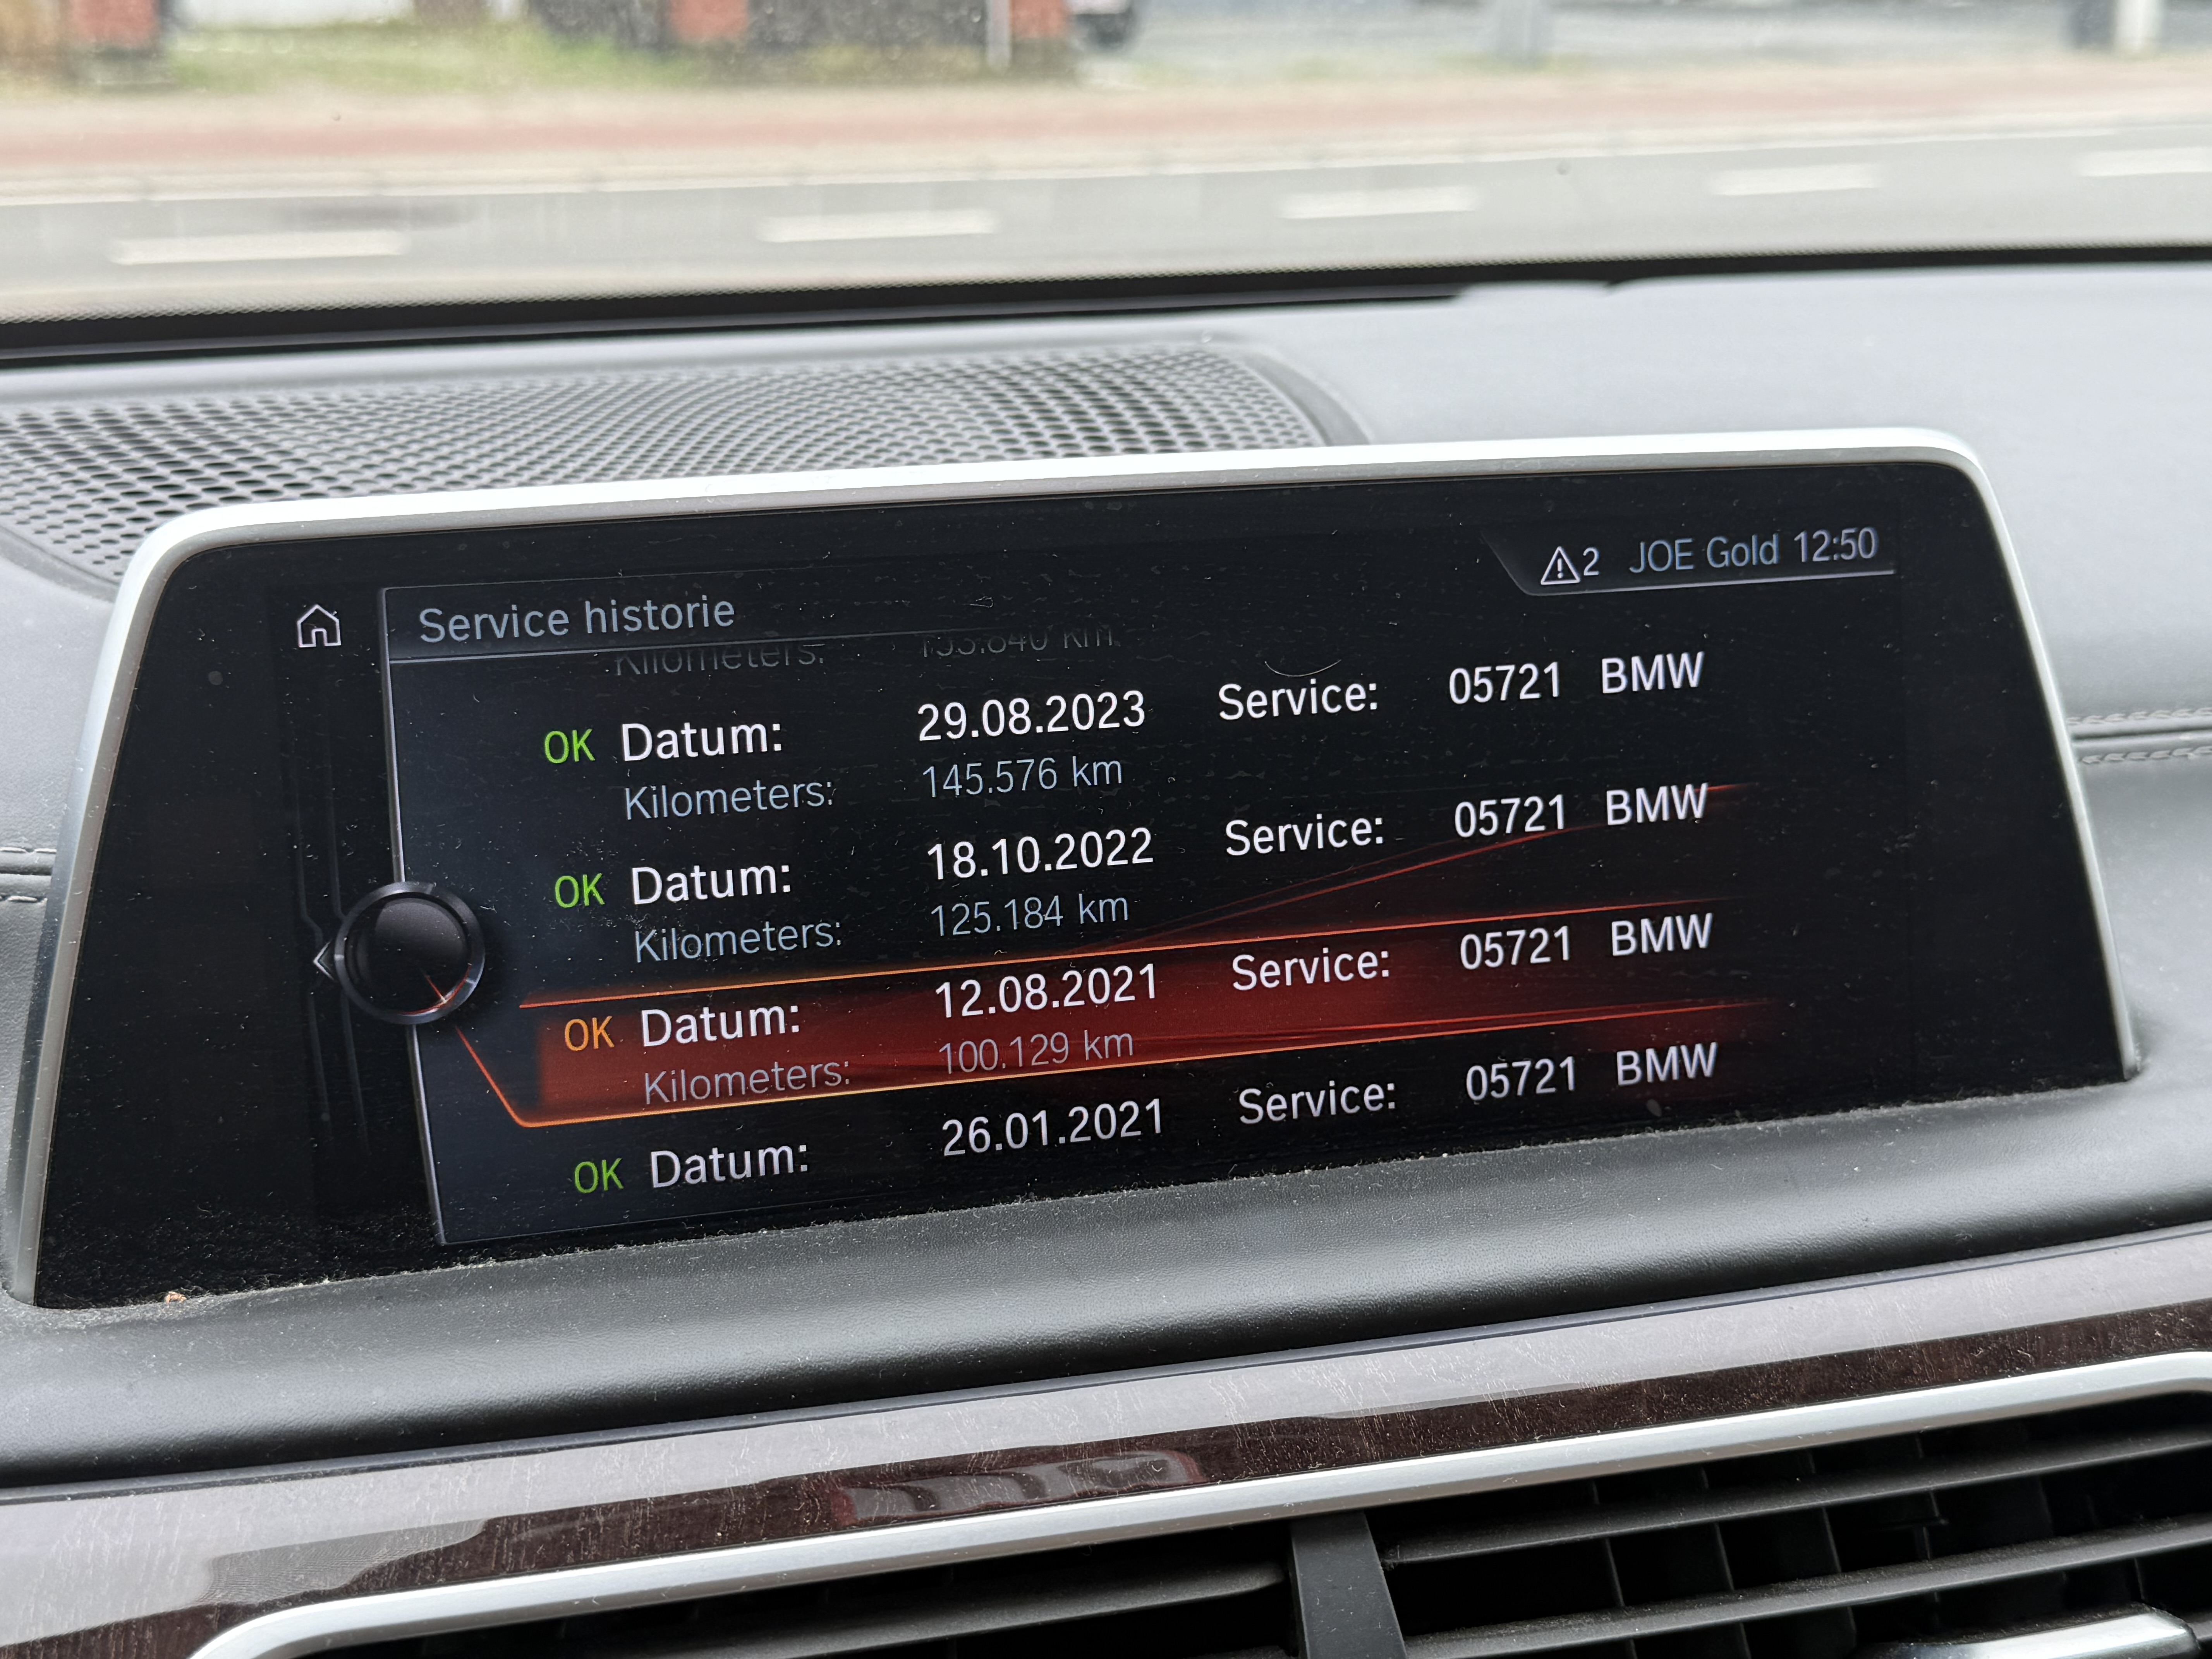 2 JOE Gold 12:50
Service historie
Kilometers: km
OK Datum: 29.08.2023 Service: 05721 BMW
Kilometers: 145.576 km
OK Datum: 18.10.2022 Service: 05721 BMW
Kilometers: 125.184 km
OK Datum: 12.08.2021 Service: 05721 BMW
Kilometers: 100.129 km
OK Datum: 26.01.2021 Service: 05721 BMW